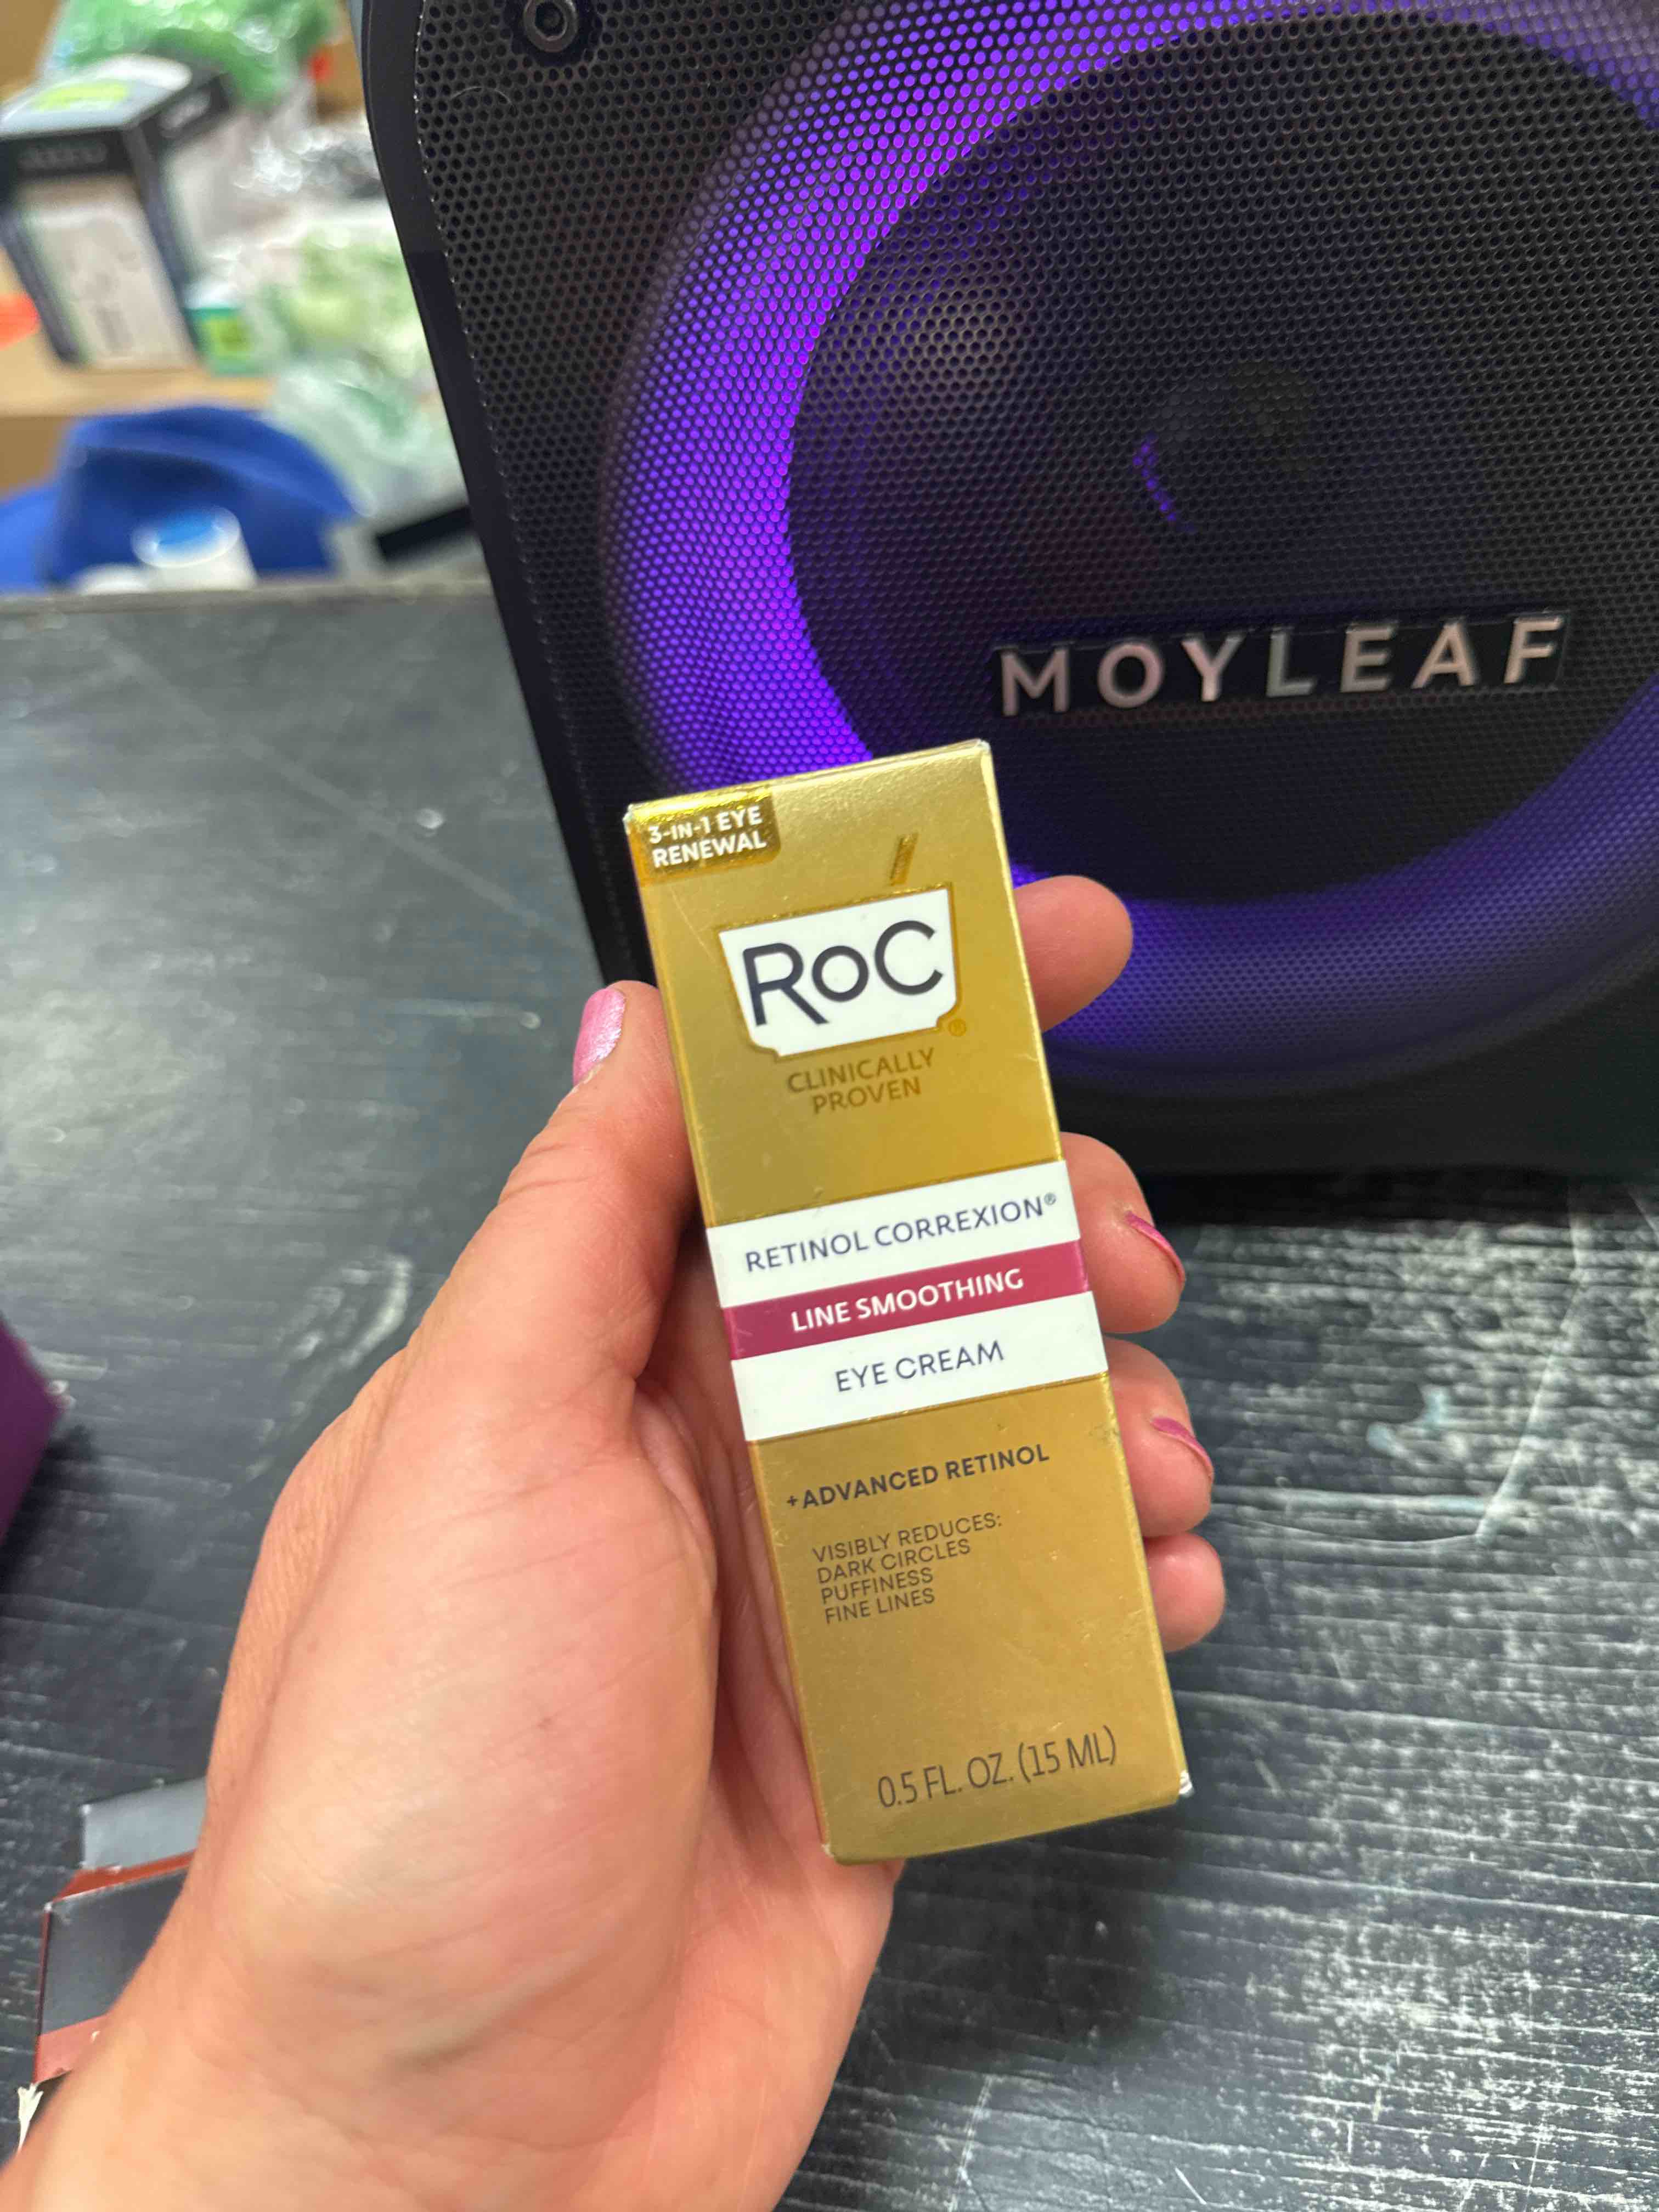 MOYLEAF
3-IN-1 EYE
RENEWAL
RoC®
CLINICALLY
PROVEN
RETINOL CORREXION®
LINE SMOOTHING
EYE CREAM
+ADVANCED RETINOL
VISIBLY REDUCES:
DARK CIRCLES
PUFFINESS
FINE LINES
0.5 FL. OZ. (15 ML)